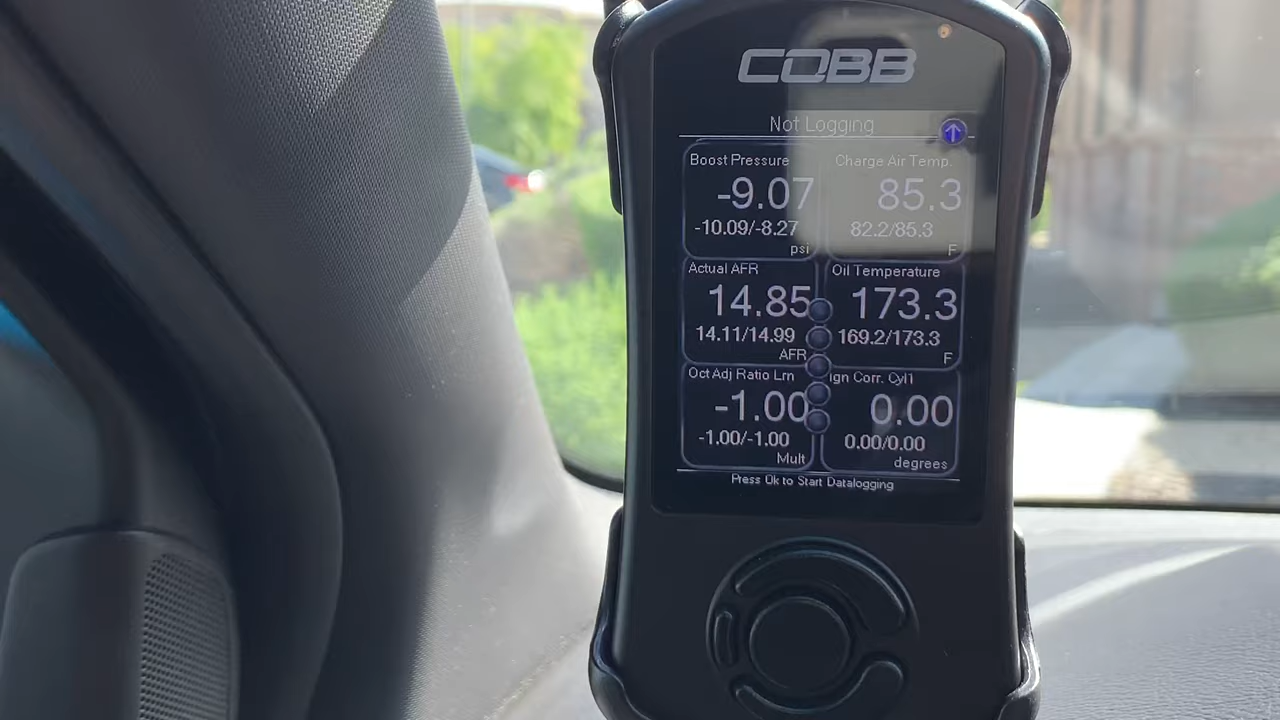 COBB
Not Logging
Boost Pressure
-9.07
-10.09/-8.27
psi
Charge Air Temp.
85.3
82.2/85.3
F
Actual AFR
14.85
14.11/14.99
AFR
Oil Temperature
173.3
169.2/173.3
F
Oct Adj Ratio Lrn
-1.00
-1.00/-1.00
Mult
Ign Corr. Cyl1
0.00
0.00/0.00
degrees
Press Ok to Start Datalogging